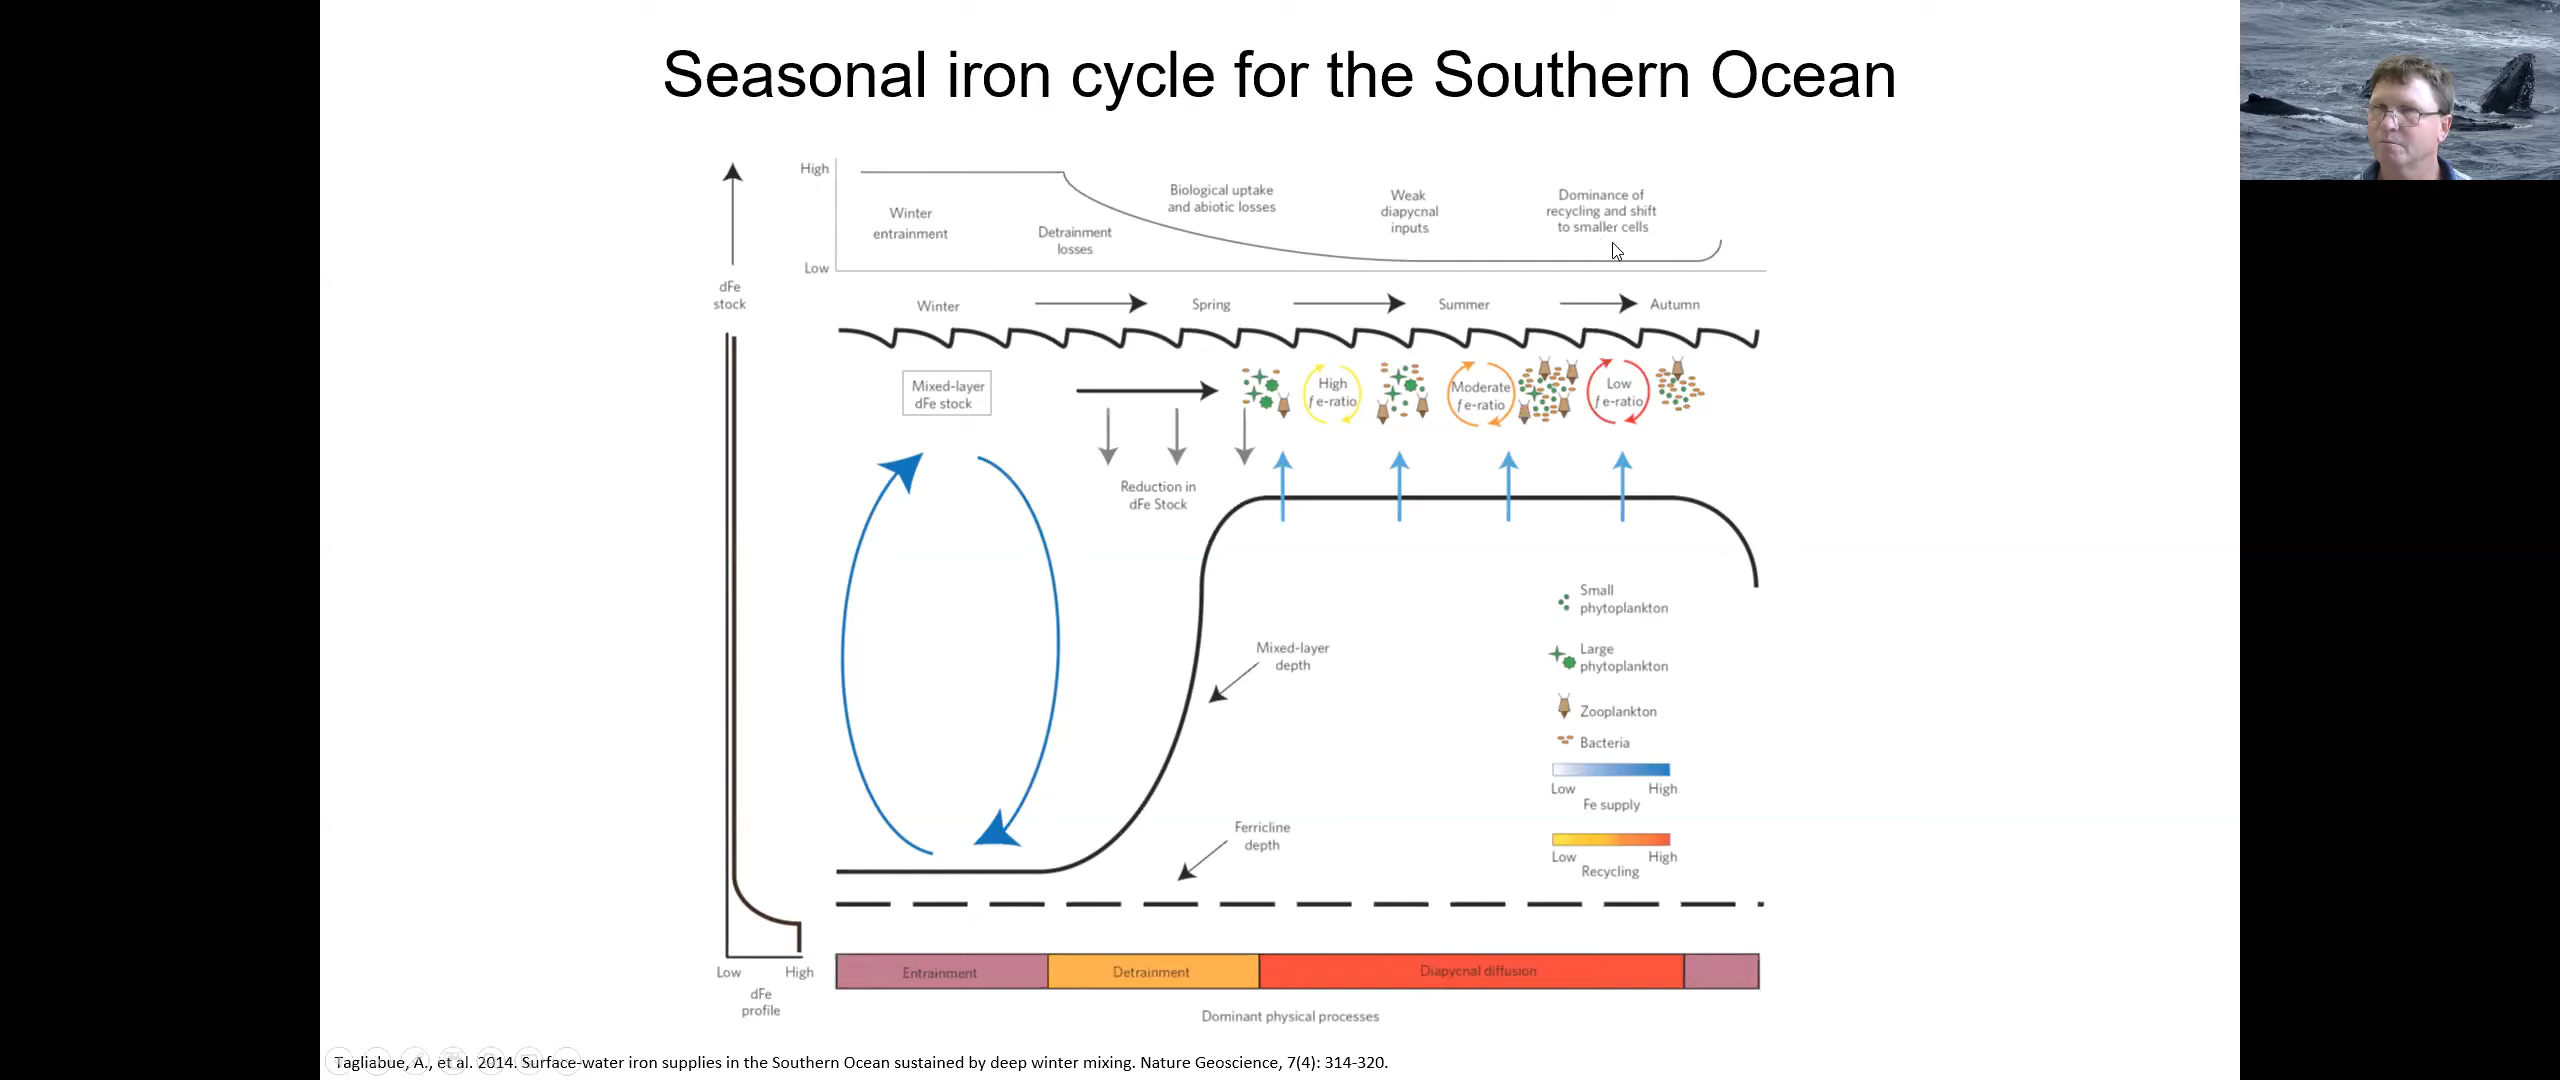 Seasonal iron cycle for the Southern Ocean
High
Low
dFe
stock
Winter
entrainment
Detrainment
losses
Biological uptake
and abiotic losses
Weak
diapycnal
inputs
Dominance of
recycling and shift
to smaller cells
Winter
Spring
Summer
Autumn
Mixed-layer
dFe stock
High
fe-ratio
Moderate
fe-ratio
Low
fe-ratio
Reduction in
dFe Stock
Mixed-layer
depth
Ferricline
depth
Small
phytoplankton
Large
phytoplankton
Zooplankton
Bacteria
Low High
Fe supply
Low High
Recycling
Low High
dFe
profile
Entrainment
Detrainment
Diapycnal diffusion
Dominant physical processes
Tagliabue, A., et al. 2014. Surface-water iron supplies in the Southern Ocean sustained by deep winter mixing. Nature Geoscience, 7(4): 314-320.